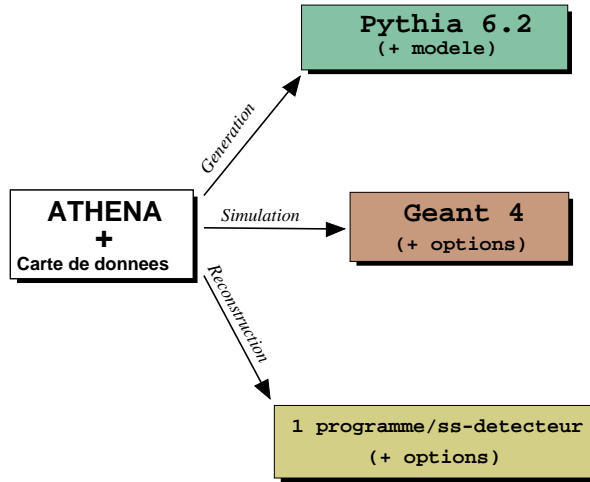 Pythia 6.2
(+ modele)
Generation
ATHENA
+
Carte de donnees
Simulation
Geant 4
(+ options)
Reconstruction
1 programme/ss-detecteur
(+ options)